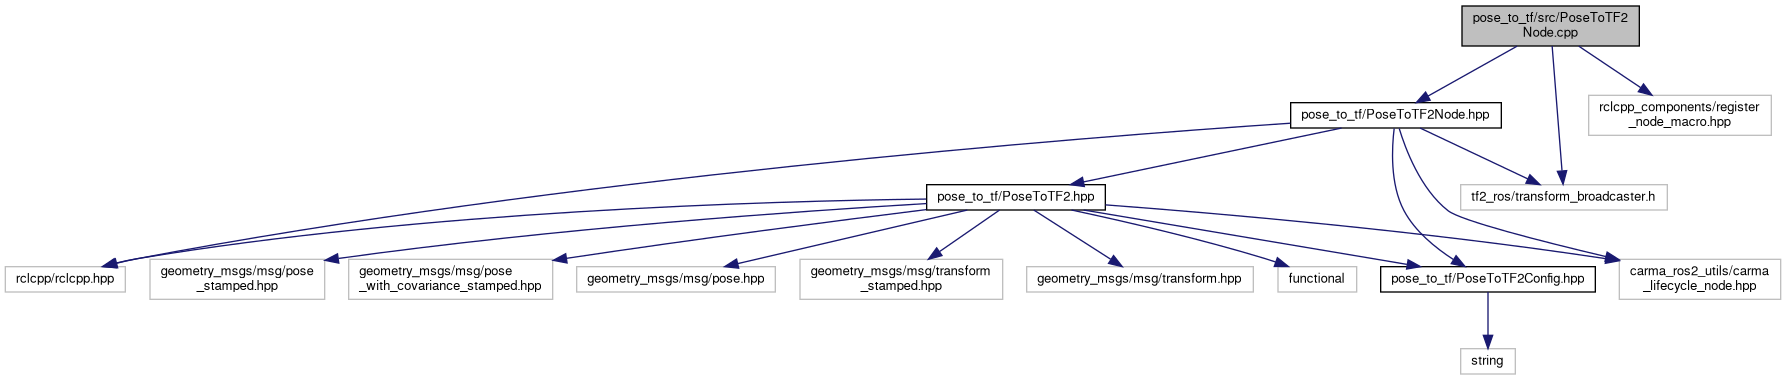 pose_to_tf/src/PoseToTF2
Node.cpp
pose_to_tf/PoseToTF2Node.hpp
rclcpp_components/register
_node_macro.hpp
pose_to_tf/PoseToTF2.hpp
tf2_ros/transform_broadcaster.h
rclcpp/rclcpp.hpp
geometry_msgs/msg/pose
_stamped.hpp
geometry_msgs/msg/pose
_with_covariance_stamped.hpp
geometry_msgs/msg/pose.hpp
geometry_msgs/msg/transform
_stamped.hpp
geometry_msgs/msg/transform.hpp
functional
pose_to_tf/PoseToTF2Config.hpp
carma_ros2_utils/carma
_lifecycle_node.hpp
string